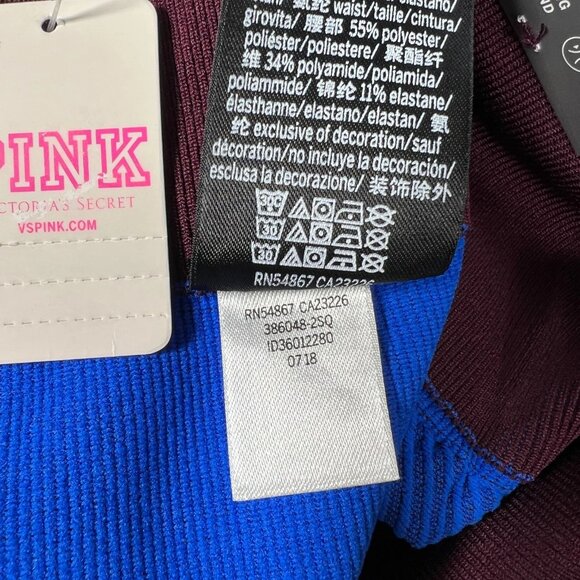 PINK
VICTORIA'S SECRET
VSPINK.COM
waist/taille/cintura/
girovita/ 腰部 55% polyester/
poliéster/poliestere/ 聚酯纤
维 34% polyamide/poliamida/
poliammide/ 锦纶 11% elastane/
élasthanne/elastano/elastan/ 氨
纶 exclusive of decoration/sauf
décoration/no incluye la decoración/
esclusa la decorazione/ 装饰除外
30C
30
RN54867 CA23226
RN54867 CA23226
386048-2SQ
ID36012280
07 18
G
ND